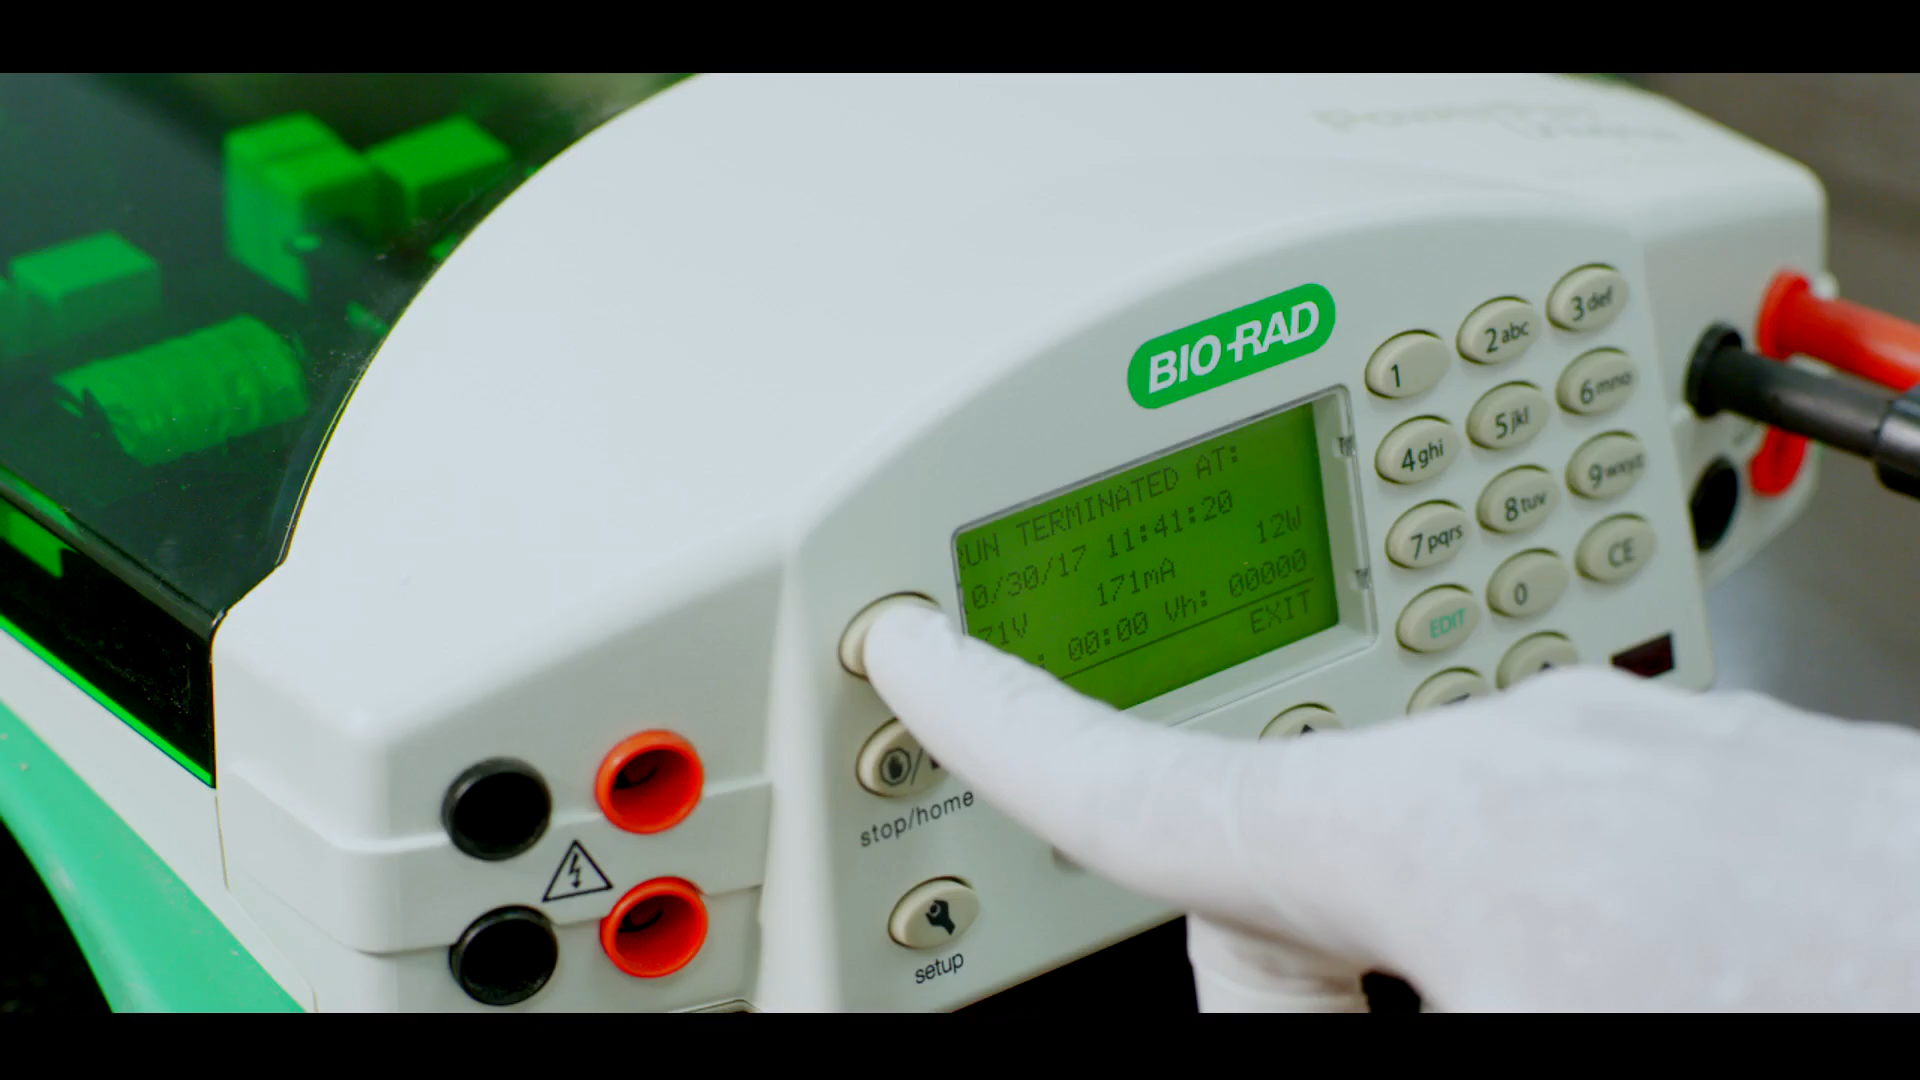 BIO-RAD
UN TERMINATED AT:
0/30/17 11:41:20
71V 171mA 12W
: 00:00 Vh: 00000
EXIT
1
2abc
3def
4ghi
5jkl
6mno
7pqrs
8tuv
9wxyz
EDIT
0
CE
stop/home
setup